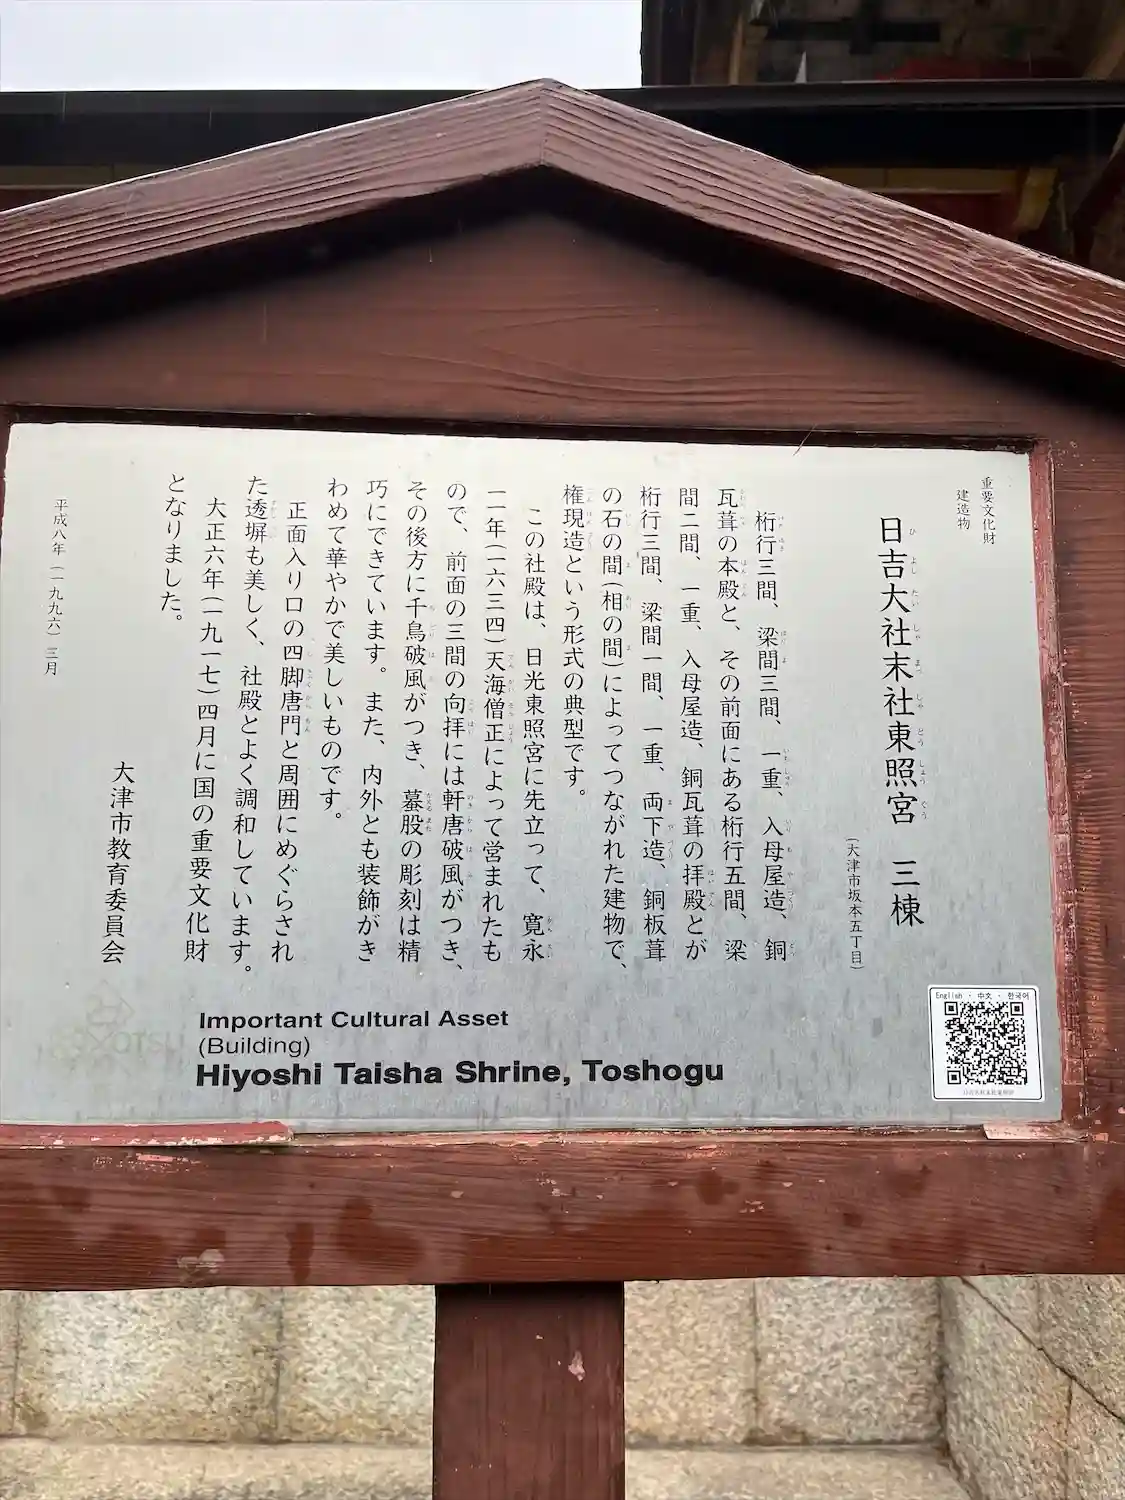 重要文化財
建造物
日吉大社末社東照宮　三棟
(大津市坂本五丁目)
桁行三間、梁間三間、一重、入母屋造、銅
瓦葺の本殿と、その前面にある桁行五間、梁
間二間、一重、入母屋造、銅瓦葺の拝殿とが
桁行三間、梁間一間、一重、両下造、銅板葺
の石の間(相の間)によってつながれた建物で、
権現造という形式の典型です。
この社殿は、日光東照宮に先立って、寛永
一一年(一六三四)天海僧正によって営まれたも
ので、前面の三間の向拝には軒唐破風がつき、
その後方に千鳥破風がつき、蟇股の彫刻は精
巧にできています。また、内外とも装飾がき
わめて華やかで美しいものです。
正面入り口の四脚唐門と周囲にめぐらされ
た透塀も美しく、社殿とよく調和しています。
大正六年(一九一七)四月に国の重要文化財
となりました。
大津市教育委員会
平成八年(一九九六)三月
Important Cultural Asset
(Building)
Hiyoshi Taisha Shrine, Toshogu
English ・ 中文 ・ 한국어